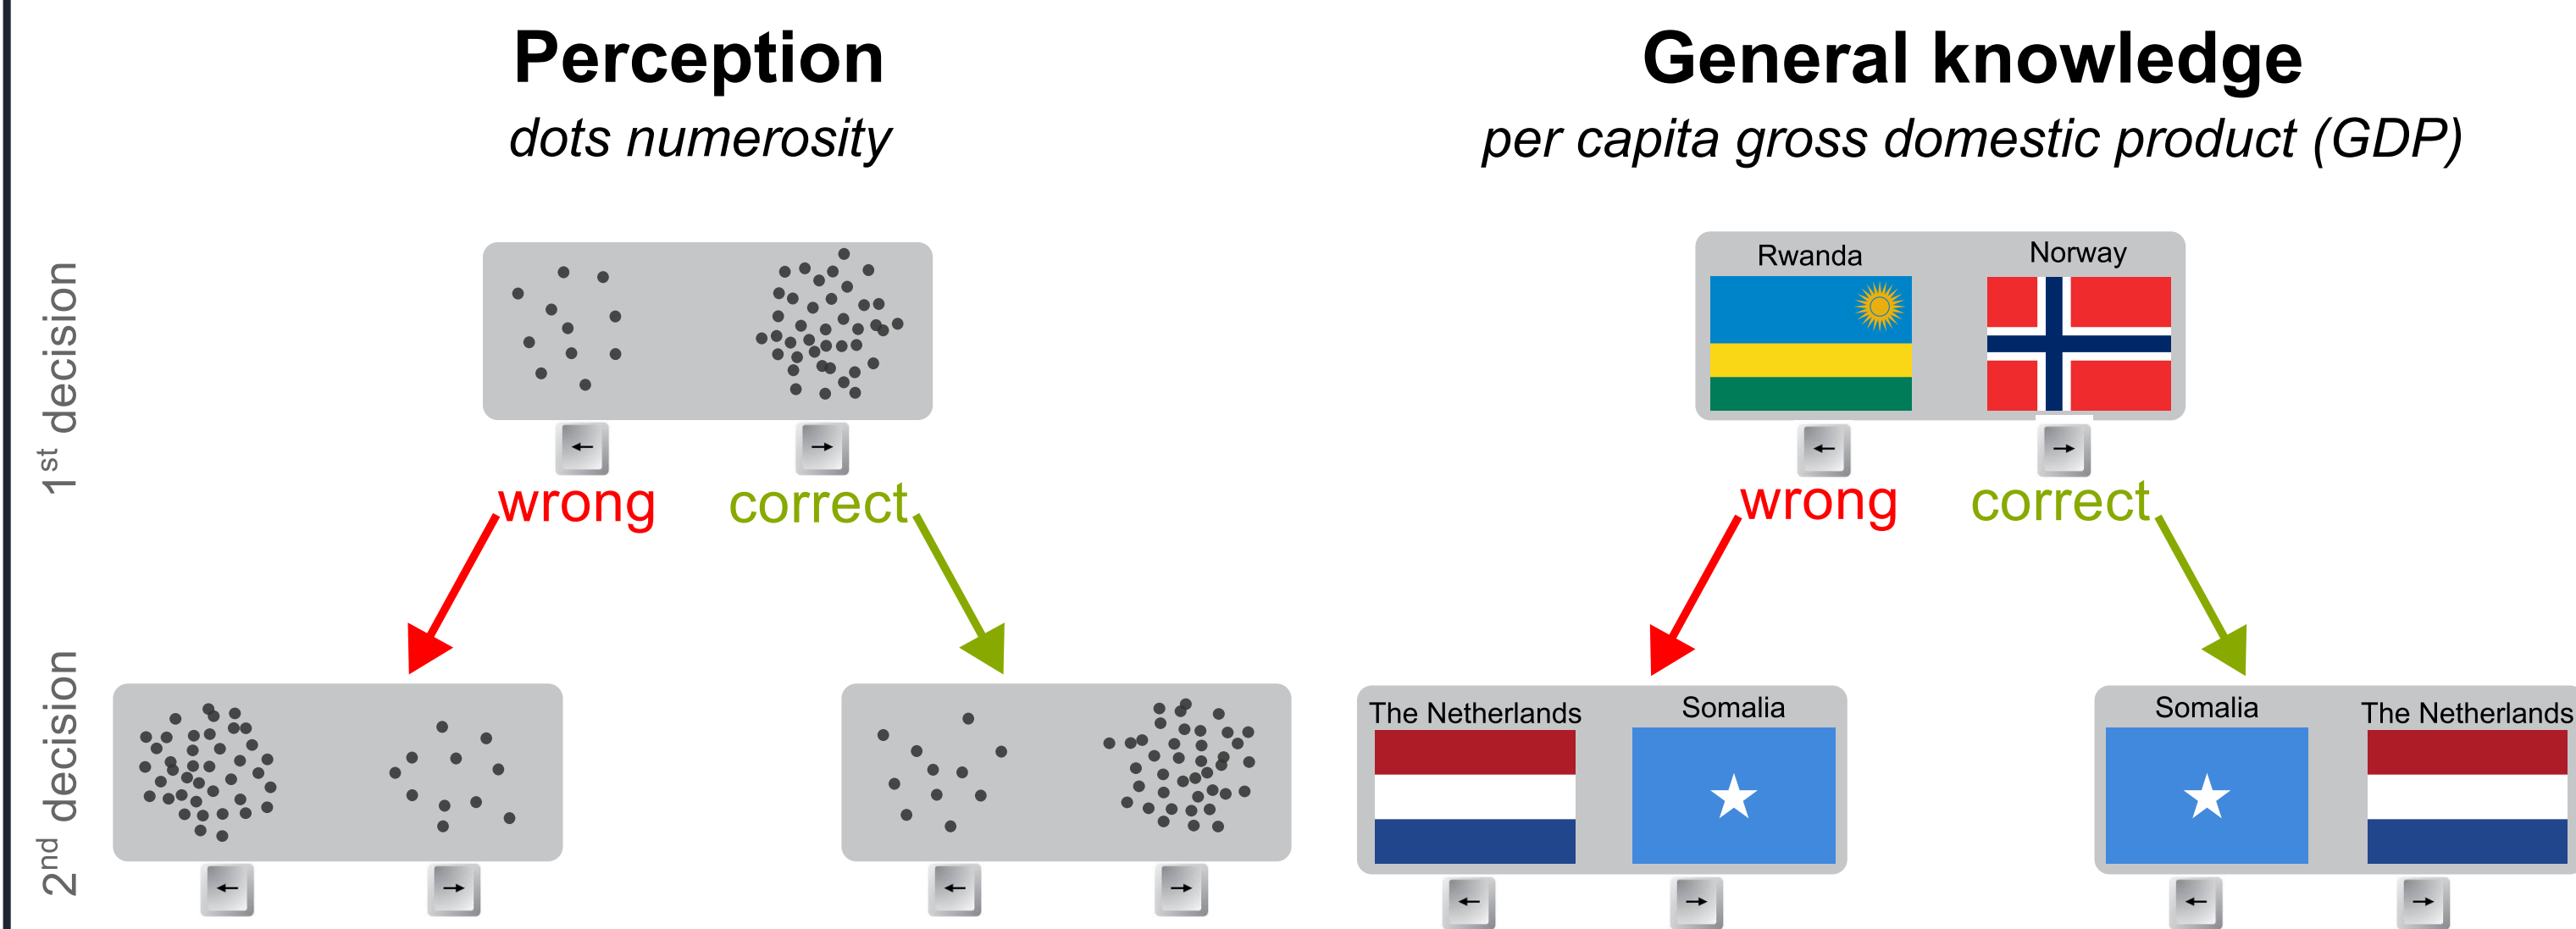 Perception
dots numerosity
General knowledge
per capita gross domestic product (GDP)
1st decision
Rwanda
Norway
←
→
←
→
wrong
correct
wrong
correct
2nd decision
The Netherlands
Somalia
Somalia
The Netherlands
←
→
←
→
←
→
←
→